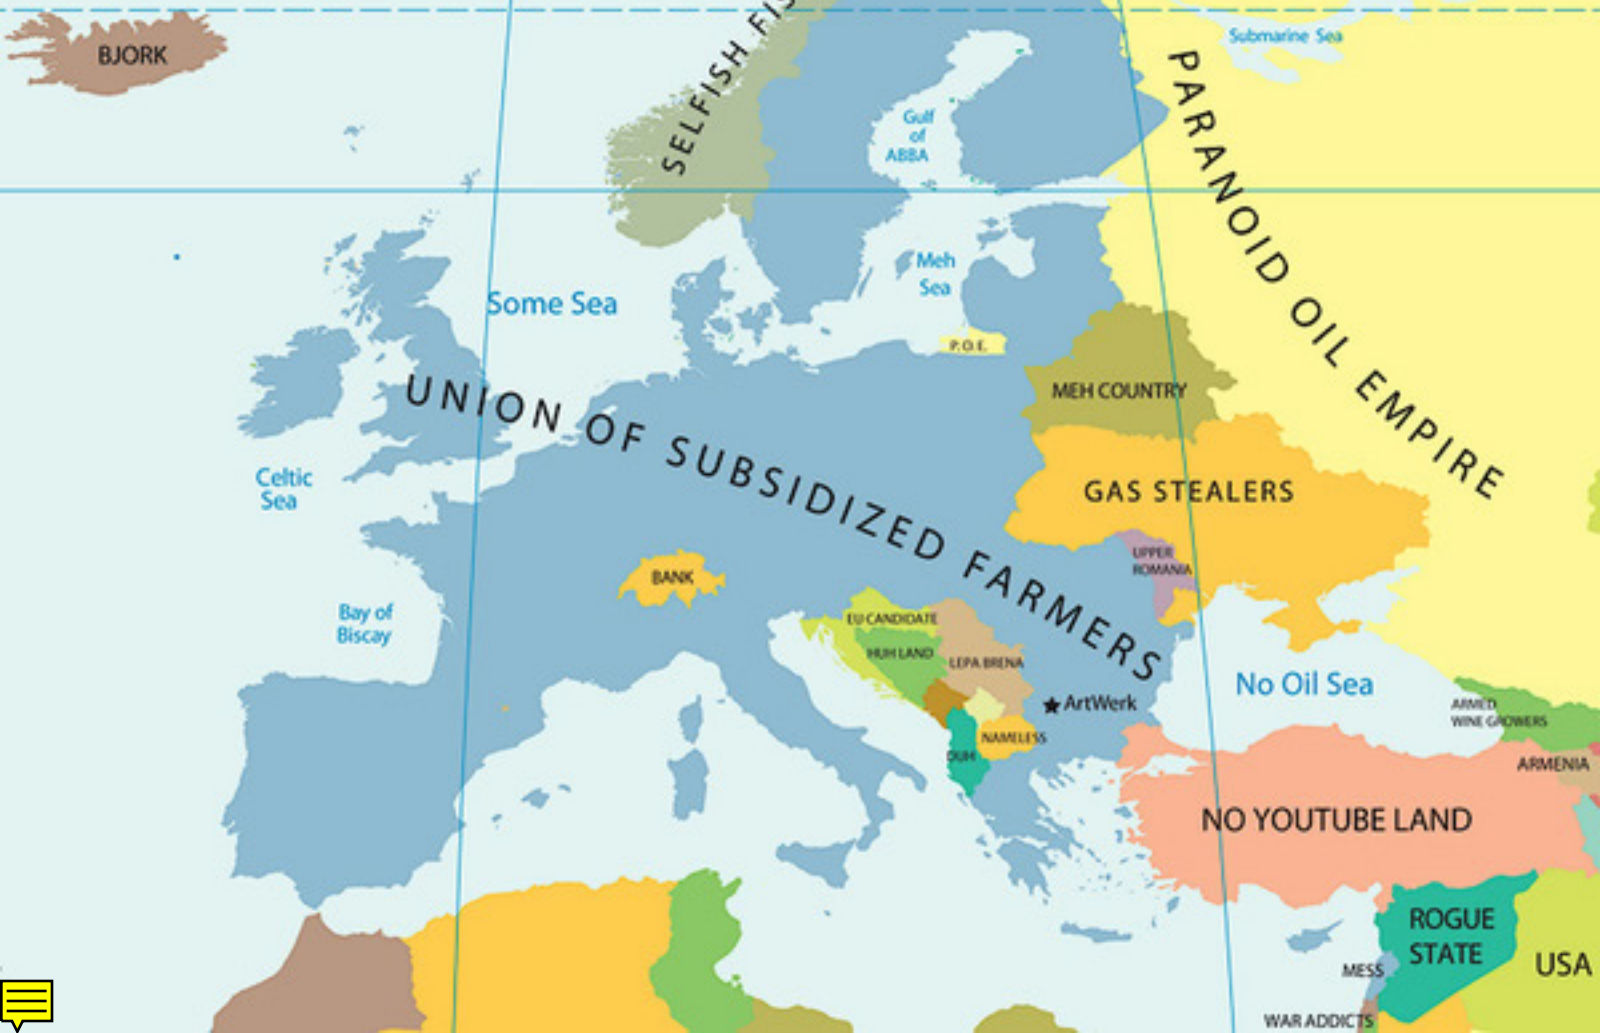 BJORK
SELFISH FIS
Submarine Sea
PARANOID OIL EMPIRE
Gulf
of
ABBA
Meh
Sea
Some Sea
P.O.E.
MEH COUNTRY
UNION OF SUBSIDIZED FARMERS
Celtic
Sea
GAS STEALERS
UPPER
ROMANIA
BANK
Bay of
Biscay
EU CANDIDATE
HUH LAND
LEPA BRENA
No Oil Sea
ArtWerk
ARMED
WINE GROWERS
NAMELESS
DUH
ARMENIA
NO YOUTUBE LAND
ROGUE
STATE
USA
MESS
WAR ADDICTS